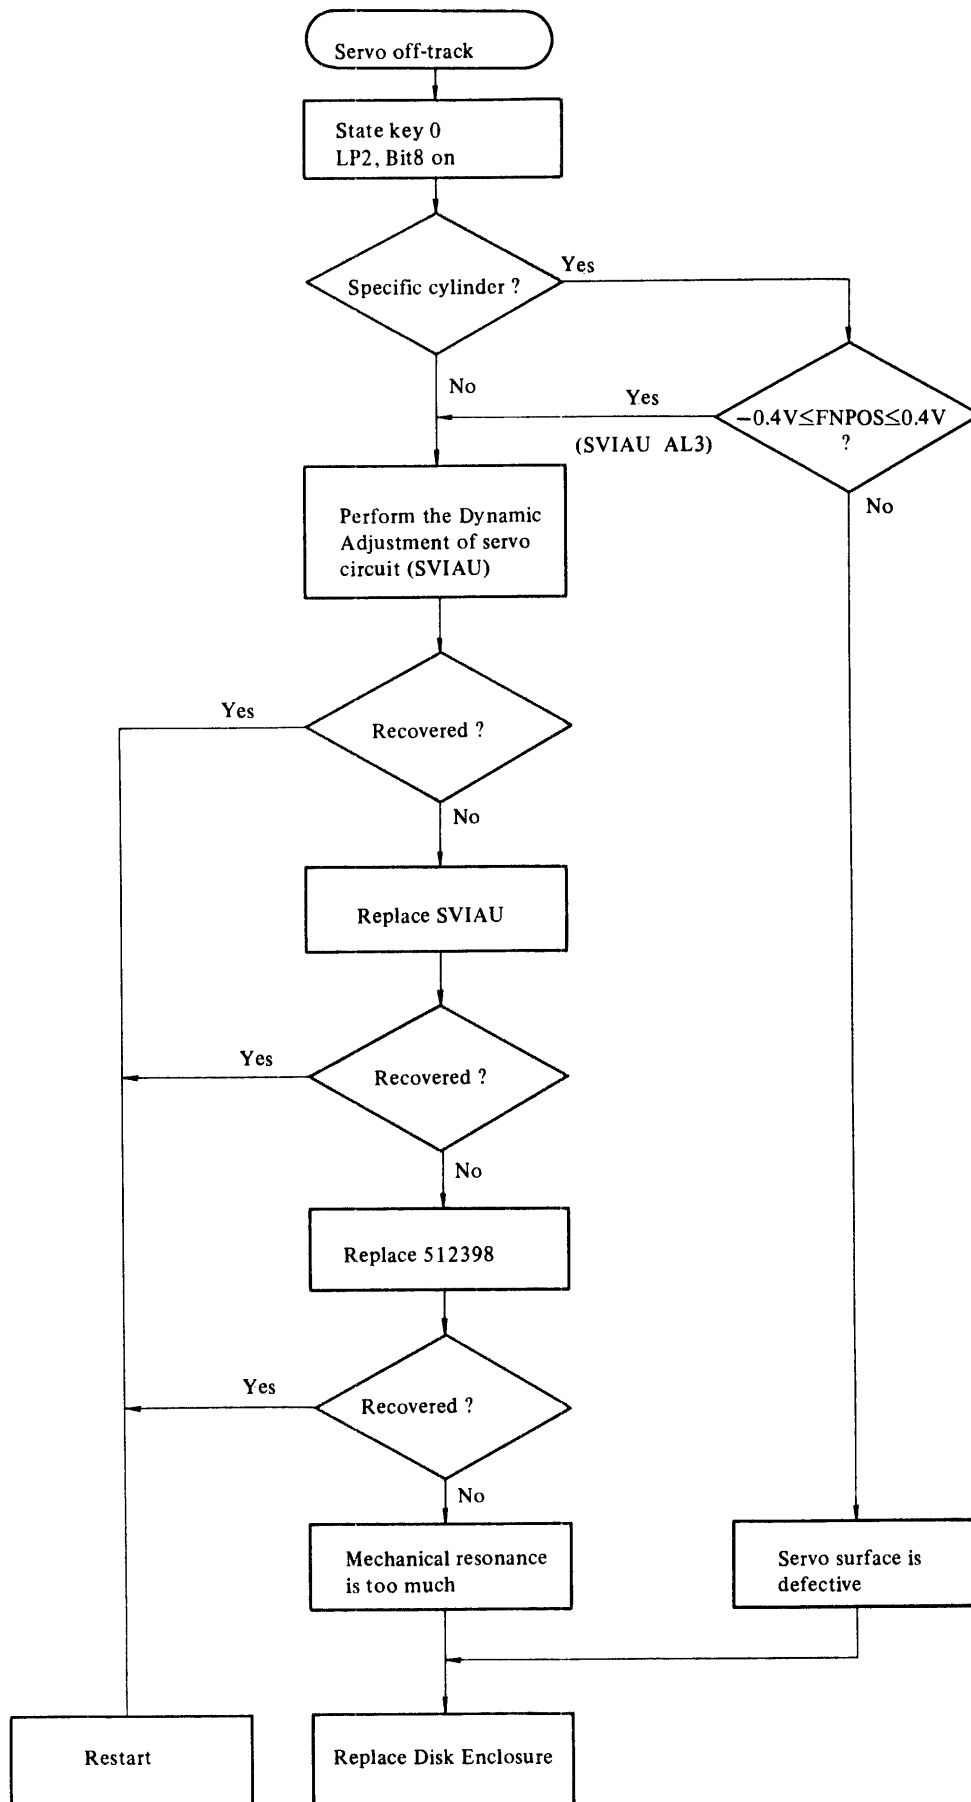 Servo off-track
State key 0
LP2, Bit8 on
Specific cylinder ?
Yes
No
Yes
−0.4V≤FNPOS≤0.4V
?
(SVIAU AL3)
No
Perform the Dynamic
Adjustment of servo
circuit (SVIAU)
Yes
Recovered ?
No
Replace SVIAU
Yes
Recovered ?
No
Replace 512398
Yes
Recovered ?
No
Mechanical resonance
is too much
Servo surface is
defective
Restart
Replace Disk Enclosure